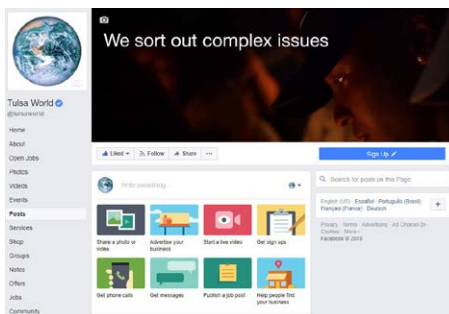 We sort out complex issues
Tulsa World
@tulsaworld
Home
About
Open Jobs
Photos
Videos
Events
Posts
Services
Shop
Groups
Notes
Offers
Jobs
Community
Liked
Follow
Share
Sign Up
Write something...
Share a photo or video
Advertise your business
Start a live video
Get sign ups
Get phone calls
Get messages
Publish a job post
Help people find your business
Search for posts on this Page
English (US) · Español · Português (Brasil) ·
Français (France) · Deutsch
Privacy · Terms · Advertising · Ad Choices ·
Cookies · More
Facebook © 2018